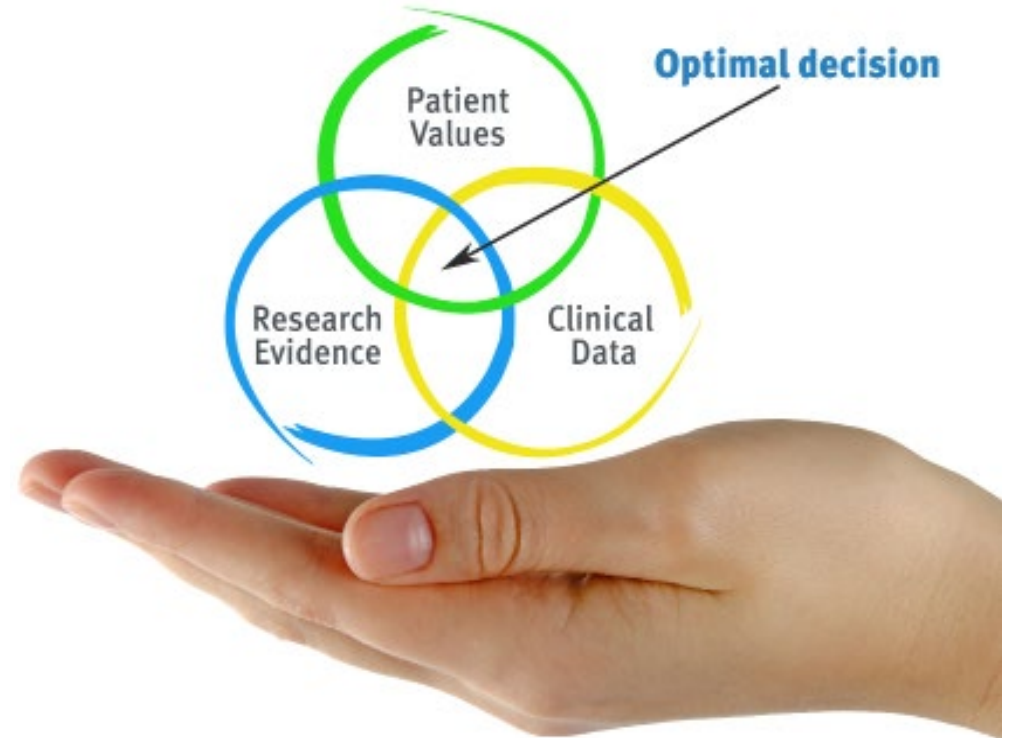 Optimal decision
Patient
Values
Research
Evidence
Clinical
Data